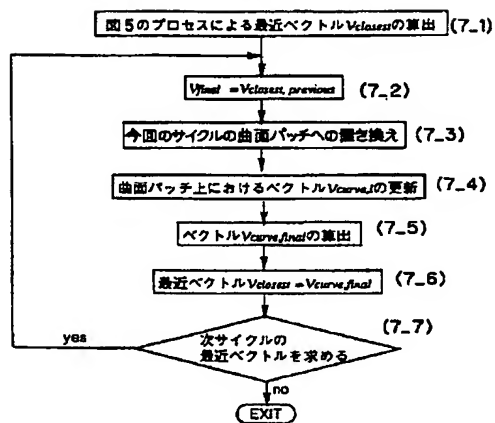 図5のプロセスによる最近ベクトルVclosestの算出 (7_1)
Vfinal = Vclosest, previous (7_2)
今回のサイクルの曲面パッチへの置き換え (7_3)
曲面パッチ上におけるベクトルVcurve,iの更新 (7_4)
ベクトルVcurve,finalの算出 (7_5)
最近ベクトルVclosest = Vcurve,final (7_6)
(7_7)
yes
次サイクルの
最近ベクトルを求める
no
EXIT